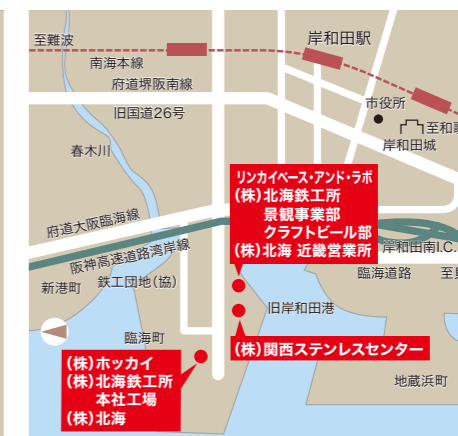 至難波
岸和田駅
南海本線
府道堺阪南線
旧国道26号
市役所
至和
岸和田城
春木川
リンカイベース・アンド・ラボ
(株)北海鉄工所
景観事業部
クラフトビール部
(株)北海 近畿営業所
府道大阪臨海線
阪神高速道路湾岸線
岸和田南I.C.
臨海道路
至
新港町
鉄工団地(協)
旧岸和田港
臨海町
(株)関西ステンレスセンター
(株)ホッカイ
(株)北海鉄工所
本社工場
(株)北海
地蔵浜町